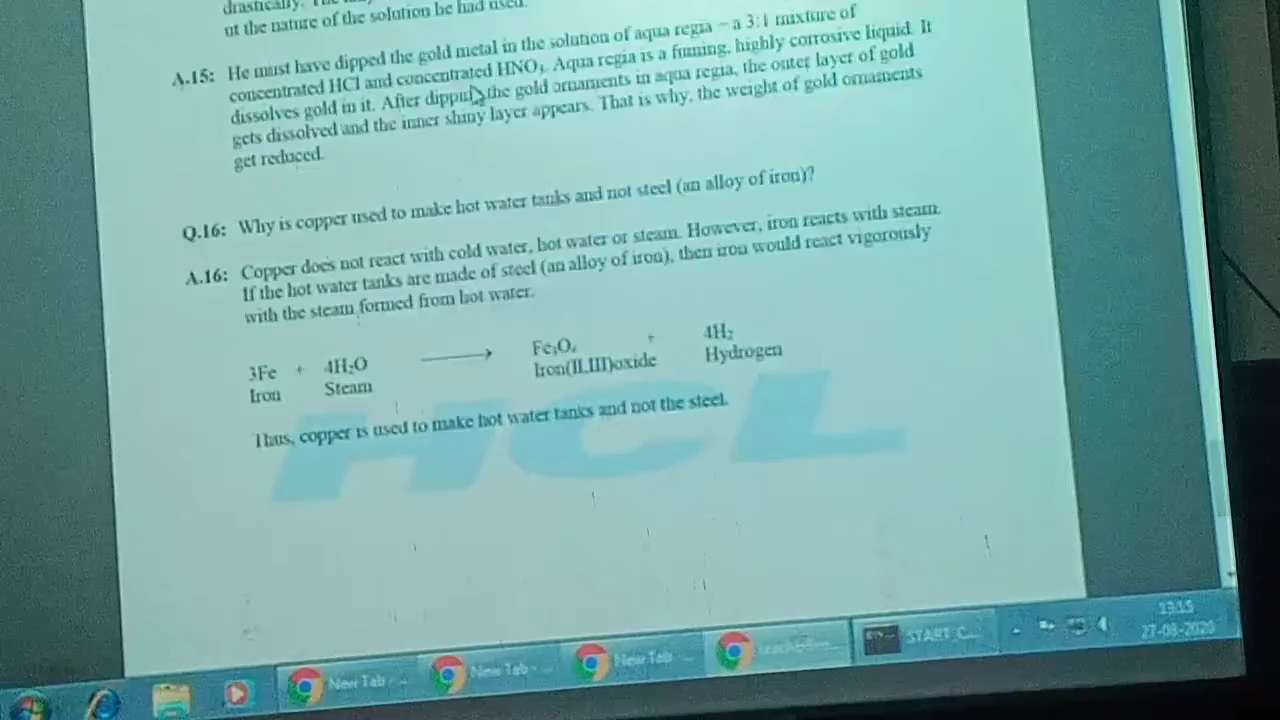 drastically.
ut the nature of the solution he had used.
A.15: He must have dipped the gold metal in the solution of aqua regia – a 3:1 mixture of
concentrated HCl and concentrated HNO₃. Aqua regia is a fuming, highly corrosive liquid. It
dissolves gold in it. After dipping the gold ornaments in aqua regia, the outer layer of gold
gets dissolved and the inner shiny layer appears. That is why, the weight of gold ornaments
get reduced.
Q.16: Why is copper used to make hot water tanks and not steel (an alloy of iron)?
A.16: Copper does not react with cold water, hot water or steam. However, iron reacts with steam.
If the hot water tanks are made of steel (an alloy of iron), then iron would react vigorously
with the steam formed from hot water.
3Fe + 4H₂O ⟶ Fe₃O₄ + 4H₂
Iron Steam Iron(II,III)oxide Hydrogen
Thus, copper is used to make hot water tanks and not the steel.
HCL
New Tab - ... New Tab - ... New Tab - ... START_C...
13:15
27-08-2020